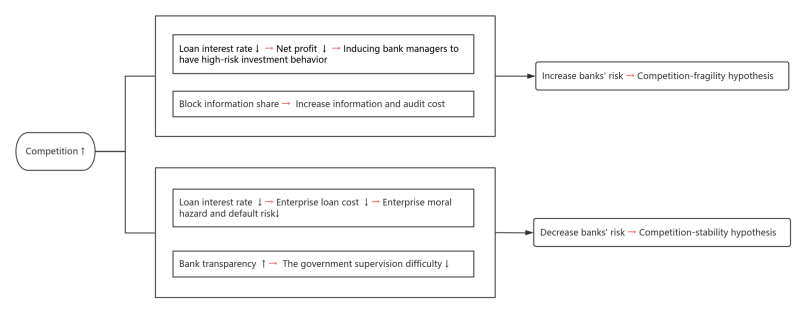 Loan interest rate ↓ → Net profit ↓ → Inducing bank managers to
have high-risk investment behavior
Increase banks' risk → Competition-fragility hypothesis
Block information share → Increase information and audit cost
Competition ↑
Loan interest rate ↓ → Enterprise loan cost ↓ → Enterprise moral
hazard and default risk↓
Decrease banks' risk → Competition-stability hypothesis
Bank transparency ↑ → The government supervision difficulty ↓